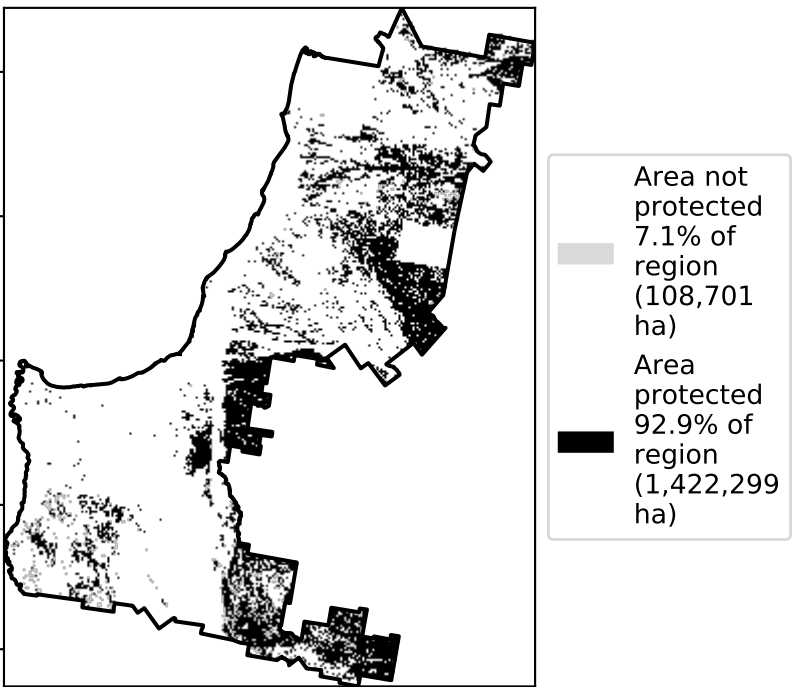 Area not
protected
7.1% of
region
(108,701
ha)
Area
protected
92.9% of
region
(1,422,299
ha)